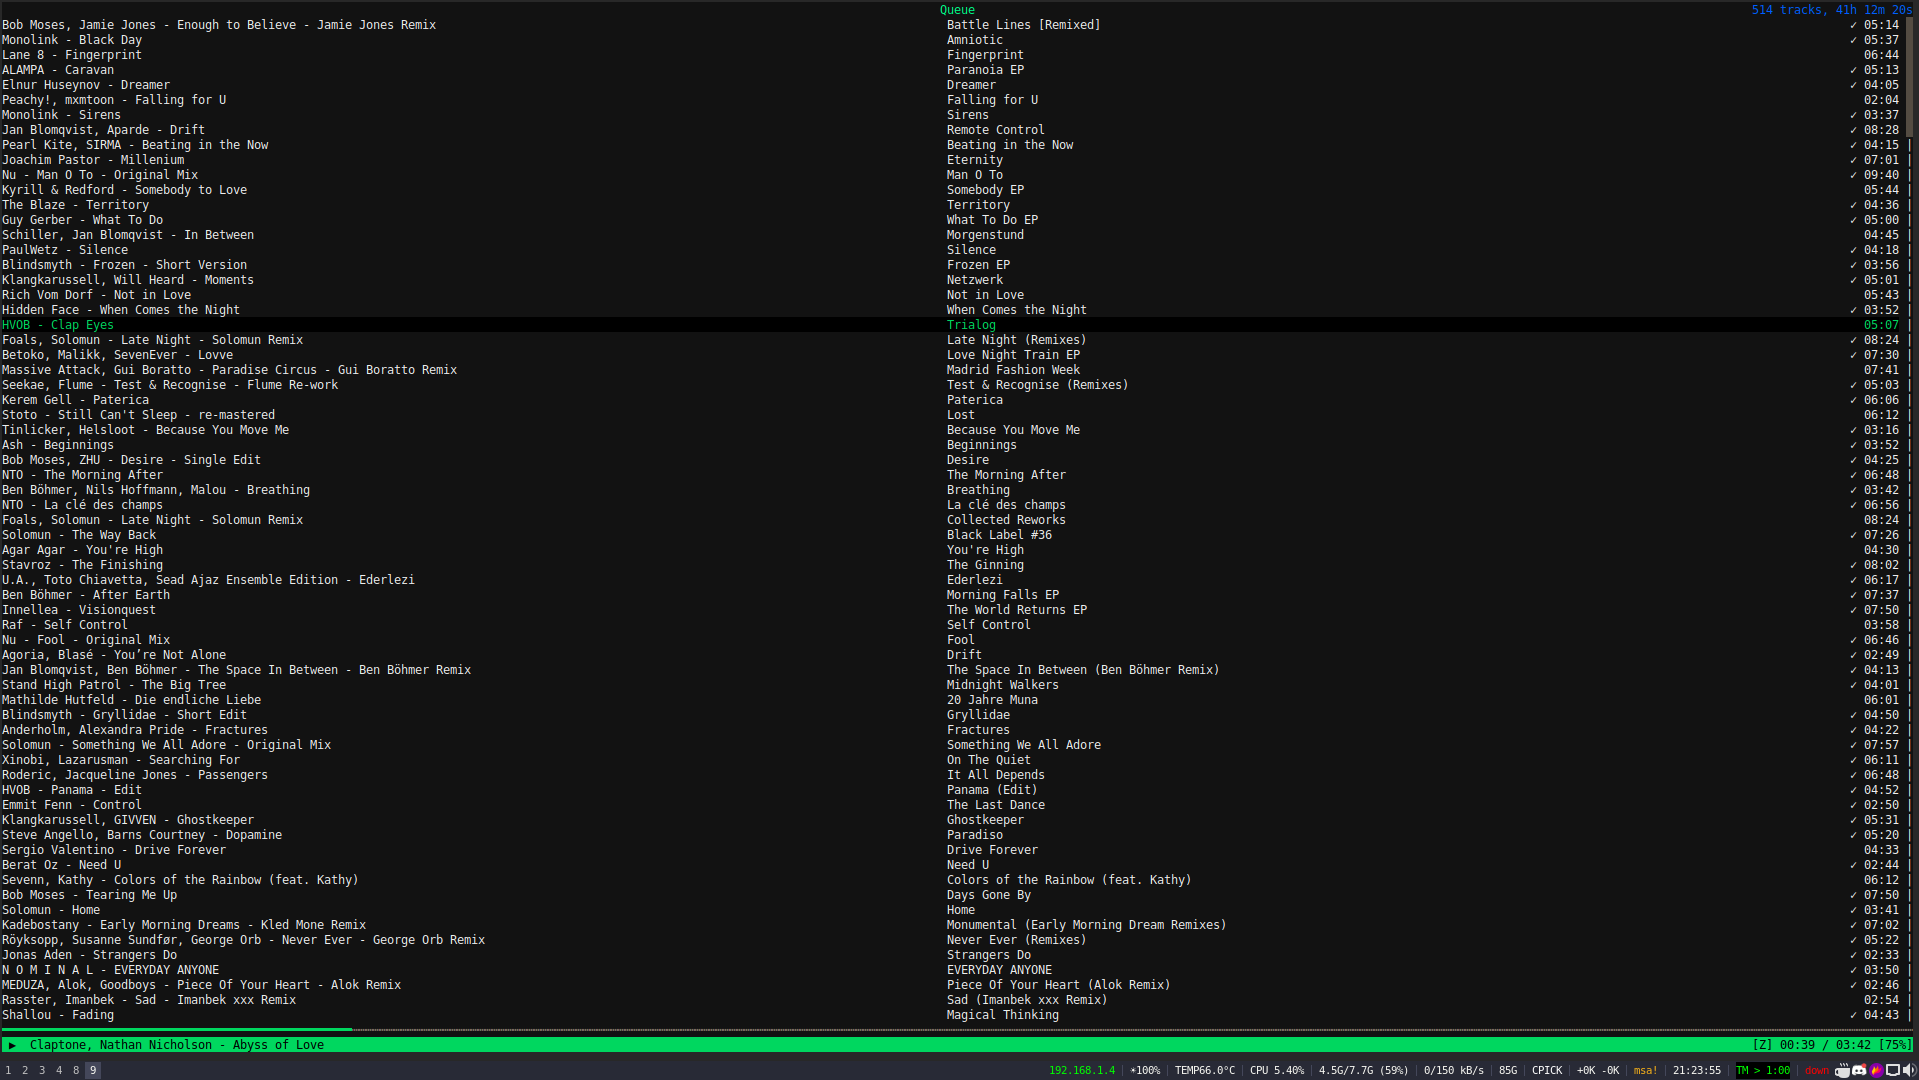 Queue 514 tracks, 41h 12m 20s
Bob Moses, Jamie Jones - Enough to Believe - Jamie Jones Remix Battle Lines [Remixed] ✓ 05:14
Monolink - Black Day Amniotic ✓ 05:37
Lane 8 - Fingerprint Fingerprint 06:44
ALAMPA - Caravan Paranoia EP ✓ 05:13
Elnur Huseynov - Dreamer Dreamer ✓ 04:05
Peachy!, mxmtoon - Falling for U Falling for U 02:04
Monolink - Sirens Sirens ✓ 03:37
Jan Blomqvist, Aparde - Drift Remote Control ✓ 08:28
Pearl Kite, SIRMA - Beating in the Now Beating in the Now ✓ 04:15
Joachim Pastor - Millenium Eternity ✓ 07:01
Nu - Man O To - Original Mix Man O To ✓ 09:40
Kyrill & Redford - Somebody to Love Somebody EP 05:44
The Blaze - Territory Territory ✓ 04:36
Guy Gerber - What To Do What To Do EP ✓ 05:00
Schiller, Jan Blomqvist - In Between Morgenstund 04:45
PaulWetz - Silence Silence ✓ 04:18
Blindsmyth - Frozen - Short Version Frozen EP ✓ 03:56
Klangkarussell, Will Heard - Moments Netzwerk ✓ 05:01
Rich Vom Dorf - Not in Love Not in Love 05:43
Hidden Face - When Comes the Night When Comes the Night ✓ 03:52
HVOB - Clap Eyes Trialog 05:07
Foals, Solomun - Late Night - Solomun Remix Late Night (Remixes) ✓ 08:24
Betoko, Malikk, SevenEver - Lovve Love Night Train EP ✓ 07:30
Massive Attack, Gui Boratto - Paradise Circus - Gui Boratto Remix Madrid Fashion Week 07:41
Seekae, Flume - Test & Recognise - Flume Re-work Test & Recognise (Remixes) ✓ 05:03
Kerem Gell - Paterica Paterica ✓ 06:06
Stoto - Still Can't Sleep - re-mastered Lost 06:12
Tinlicker, Helsloot - Because You Move Me Because You Move Me ✓ 03:16
Ash - Beginnings Beginnings ✓ 03:52
Bob Moses, ZHU - Desire - Single Edit Desire ✓ 04:25
NTO - The Morning After The Morning After ✓ 06:48
Ben Böhmer, Nils Hoffmann, Malou - Breathing Breathing ✓ 03:42
NTO - La clé des champs La clé des champs ✓ 06:56
Foals, Solomun - Late Night - Solomun Remix Collected Reworks 08:24
Solomun - The Way Back Black Label #36 ✓ 07:26
Agar Agar - You're High You're High 04:30
Stavroz - The Finishing The Ginning ✓ 08:02
U.A., Toto Chiavetta, Sead Ajaz Ensemble Edition - Ederlezi Ederlezi ✓ 06:17
Ben Böhmer - After Earth Morning Falls EP ✓ 07:37
Innellea - Visionquest The World Returns EP ✓ 07:50
Raf - Self Control Self Control 03:58
Nu - Fool - Original Mix Fool ✓ 06:46
Agoria, Blasé - You’re Not Alone Drift ✓ 02:49
Jan Blomqvist, Ben Böhmer - The Space In Between - Ben Böhmer Remix The Space In Between (Ben Böhmer Remix) ✓ 04:13
Stand High Patrol - The Big Tree Midnight Walkers ✓ 04:01
Mathilde Hutfeld - Die endliche Liebe 20 Jahre Muna 06:01
Blindsmyth - Gryllidae - Short Edit Gryllidae ✓ 04:50
Anderholm, Alexandra Pride - Fractures Fractures ✓ 04:22
Solomun - Something We All Adore - Original Mix Something We All Adore ✓ 07:57
Xinobi, Lazarusman - Searching For On The Quiet ✓ 06:11
Roderic, Jacqueline Jones - Passengers It All Depends ✓ 06:48
HVOB - Panama - Edit Panama (Edit) ✓ 04:52
Emmit Fenn - Control The Last Dance ✓ 02:50
Klangkarussell, GIVVEN - Ghostkeeper Ghostkeeper ✓ 05:31
Steve Angello, Barns Courtney - Dopamine Paradiso ✓ 05:20
Sergio Valentino - Drive Forever Drive Forever 04:33
Berat Oz - Need U Need U ✓ 02:44
Sevenn, Kathy - Colors of the Rainbow (feat. Kathy) Colors of the Rainbow (feat. Kathy) 06:12
Bob Moses - Tearing Me Up Days Gone By ✓ 07:50
Solomun - Home Home ✓ 03:41
Kadebostany - Early Morning Dreams - Kled Mone Remix Monumental (Early Morning Dream Remixes) ✓ 07:02
Röyksopp, Susanne Sundfør, George Orb - Never Ever - George Orb Remix Never Ever (Remixes) ✓ 05:22
Jonas Aden - Strangers Do Strangers Do ✓ 02:33
N O M I N A L - EVERYDAY ANYONE EVERYDAY ANYONE ✓ 03:50
MEDUZA, Alok, Goodboys - Piece Of Your Heart - Alok Remix Piece Of Your Heart (Alok Remix) ✓ 02:46
Rasster, Imanbek - Sad - Imanbek xxx Remix Sad (Imanbek xxx Remix) 02:54
Shallou - Fading Magical Thinking ✓ 04:43
▶ Claptone, Nathan Nicholson - Abyss of Love [Z] 00:39 / 03:42 [75%]
1 2 3 4 8 9 192.168.1.4 | ☀100% | TEMP66.0°C | CPU 5.40% | 4.5G/7.7G (59%) | 0/150 kB/s | 85G | CPICK | +0K -0K | msa! | 21:23:55 | TM > 1:00 | down